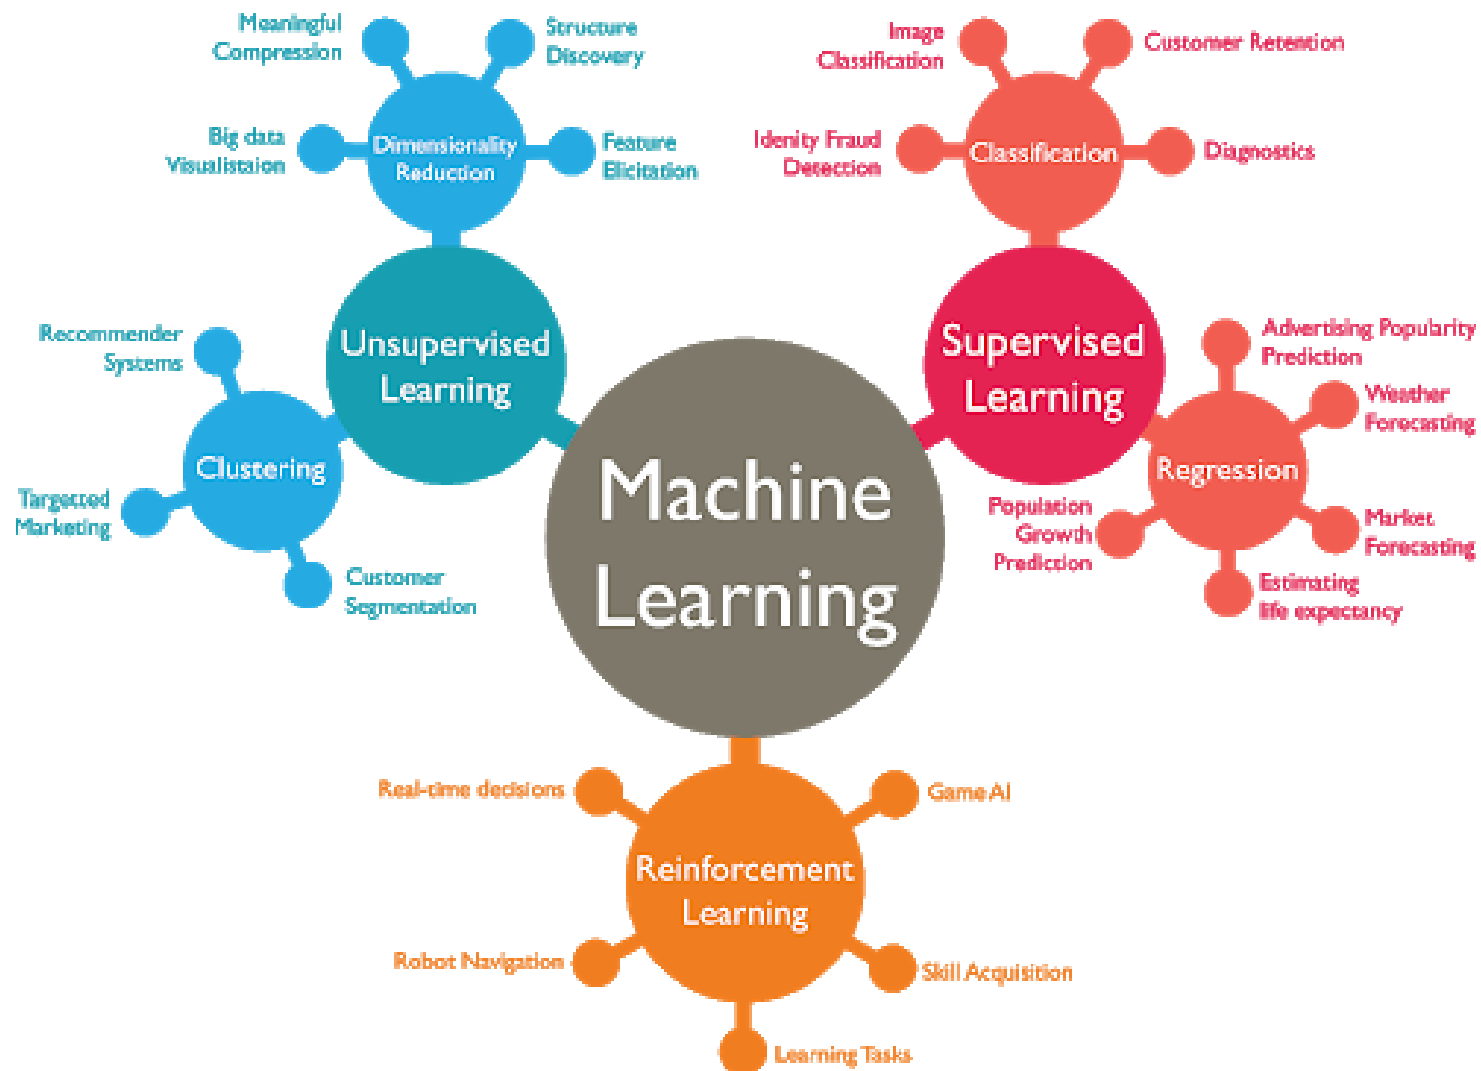 Meaningful
Compression
Structure
Discovery
Big data
Visualistaion
Dimensionality
Reduction
Feature
Elicitation
Image
Classification
Customer Retention
Idenity Fraud
Detection
Classification
Diagnostics
Unsupervised
Learning
Recommender
Systems
Clustering
Targetted
Marketing
Customer
Segmentation
Supervised
Learning
Advertising Popularity
Prediction
Weather
Forecasting
Regression
Population
Growth
Prediction
Market
Forecasting
Estimating
life expectancy
Machine
Learning
Real-time decisions
Game AI
Reinforcement
Learning
Robot Navigation
Skill Acquisition
Learning Tasks